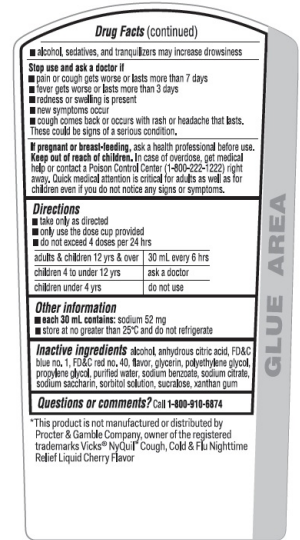 Drug Facts (continued)
■ alcohol, sedatives, and tranquilizers may increase drowsiness
Stop use and ask a doctor if
■ pain or cough gets worse or lasts more than 7 days
■ fever gets worse or lasts more than 3 days
■ redness or swelling is present
■ new symptoms occur
■ cough comes back or occurs with rash or headache that lasts.
These could be signs of a serious condition.
If pregnant or breast-feeding, ask a health professional before use.
Keep out of reach of children. In case of overdose, get medical
help or contact a Poison Control Center (1-800-222-1222) right
away. Quick medical attention is critical for adults as well as for
children even if you do not notice any signs or symptoms.
Directions
■ take only as directed
■ only use the dose cup provided
■ do not exceed 4 doses per 24 hrs
adults & children 12 yrs & over 30 mL every 6 hrs
children 4 to under 12 yrs ask a doctor
children under 4 yrs do not use
Other information
■ each 30 mL contains: sodium 52 mg
■ store at no greater than 25°C and do not refrigerate
Inactive ingredients alcohol, anhydrous citric acid, FD&C
blue no. 1, FD&C red no. 40, flavor, glycerin, polyethylene glycol,
propylene glycol, purified water, sodium benzoate, sodium citrate,
sodium saccharin, sorbitol solution, sucralose, xanthan gum
Questions or comments? Call 1-800-910-6874
*This product is not manufactured or distributed by
Procter & Gamble Company, owner of the registered
trademarks Vicks® NyQuil® Cough, Cold & Flu Nighttime
Relief Liquid Cherry Flavor
GLUE AREA